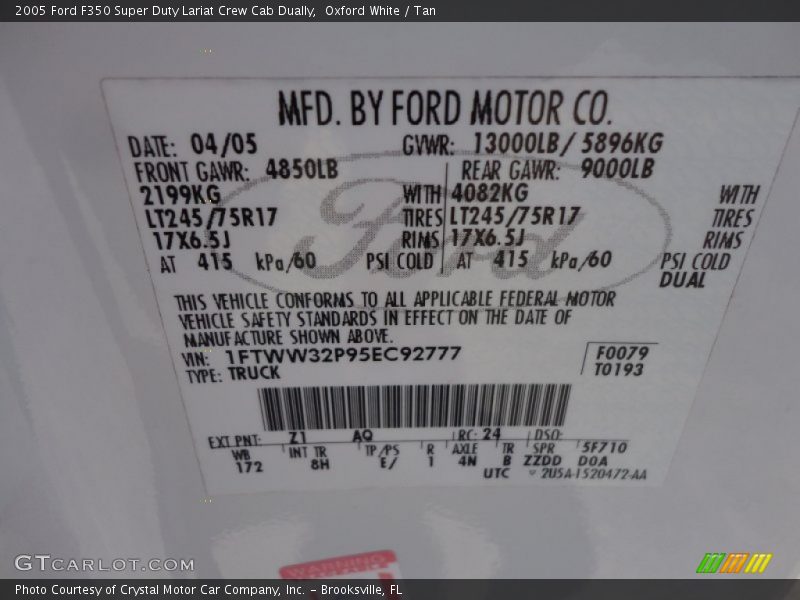 2005 Ford F350 Super Duty Lariat Crew Cab Dually,  Oxford White / Tan
MFD. BY FORD MOTOR CO.
DATE: 04/05 GVWR: 13000LB/ 5896KG
FRONT GAWR: 4850LB REAR GAWR: 9000LB
2199KG WITH 4082KG WITH
LT245/75R17 TIRES LT245/75R17 TIRES
17X6.5J RIMS 17X6.5J RIMS
AT 415 kPa/60 PSI COLD AT 415 kPa/60 PSI COLD
DUAL
Ford
THIS VEHICLE CONFORMS TO ALL APPLICABLE FEDERAL MOTOR
VEHICLE SAFETY STANDARDS IN EFFECT ON THE DATE OF
MANUFACTURE SHOWN ABOVE.
VIN: 1FTWW32P95EC92777 F0079
TYPE: TRUCK T0193
EXT PNT: Z1 AQ RC: 24 DSO:
WB INT TR TP/PS R AXLE TR SPR 5F710
172 8H E/ 1 4N B ZZDD DOA
UTC 2U5A-1520472-AA
GTCARLOT.COM
Photo Courtesy of Crystal Motor Car Company, Inc. – Brooksville, FL